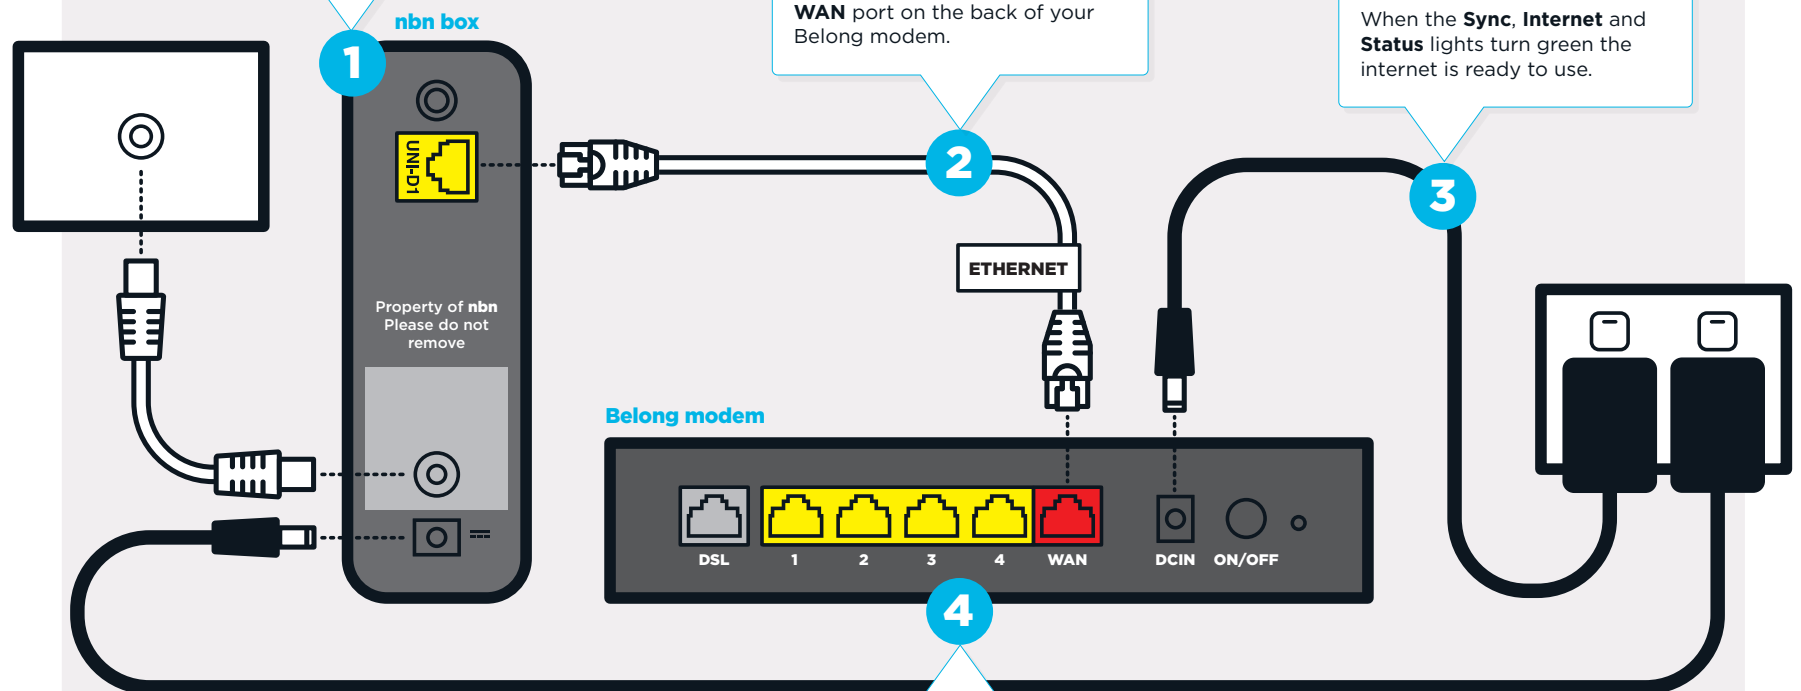 WAN port on the back of your
Belong modem.
When the Sync, Internet and
Status lights turn green the
internet is ready to use.
nbn box
1
UNI-D1
2
3
ETHERNET
Property of nbn
Please do not
remove
Belong modem
DSL
1
2
3
4
WAN
DCIN
ON/OFF
4